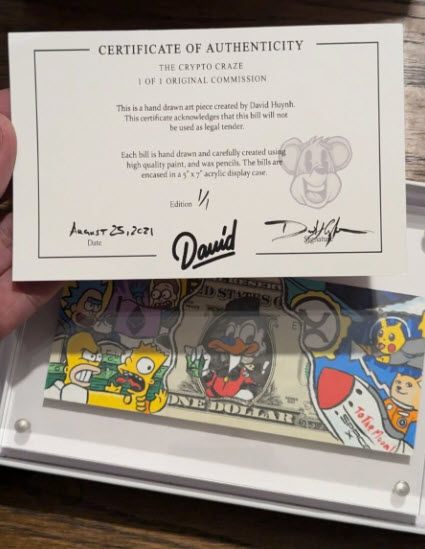 CERTIFICATE OF AUTHENTICITY
THE CRYPTO CRAZE
1 OF 1 ORIGINAL COMMISSION
This is a hand drawn art piece created by David Huynh.
This certificate acknowledges that this bill will not
be used as legal tender.
Each bill is hand drawn and carefully created using
high quality paint, and wax pencils. The bills are
encased in a 5" x 7" acrylic display case.
Edition 1/1
August 25, 2021
Date
David
Signature
D STATES O
ONE DOLLAR
To The Moon!